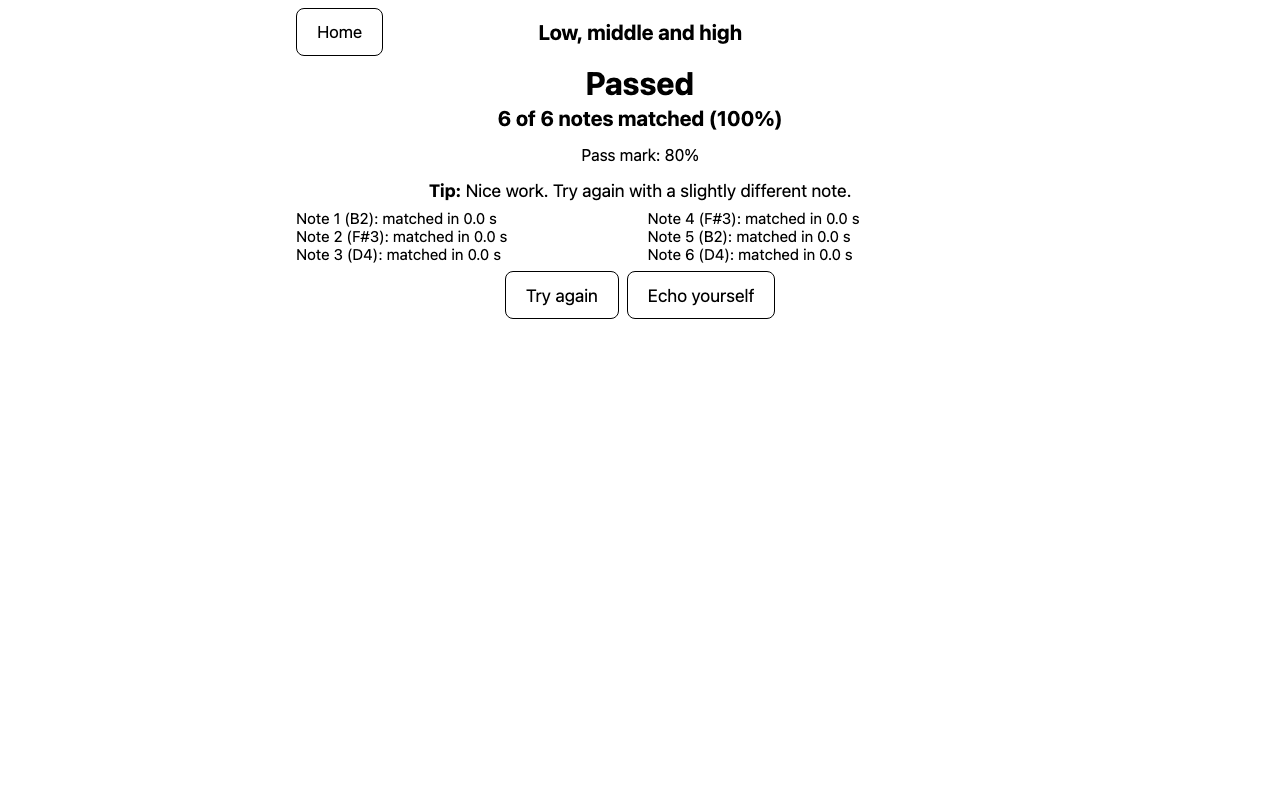 Home
Low, middle and high
Passed
6 of 6 notes matched (100%)
Pass mark: 80%
Tip: Nice work. Try again with a slightly different note.
Note 1 (B2): matched in 0.0 s
Note 2 (F#3): matched in 0.0 s
Note 3 (D4): matched in 0.0 s
Note 4 (F#3): matched in 0.0 s
Note 5 (B2): matched in 0.0 s
Note 6 (D4): matched in 0.0 s
Try again
Echo yourself